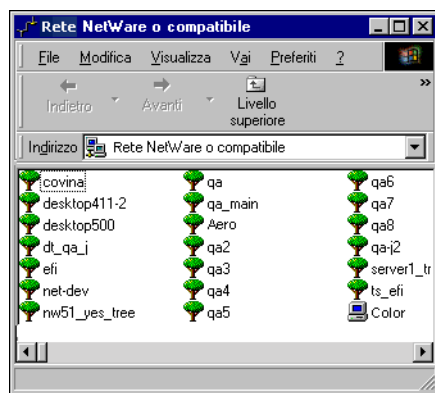 Rete NetWare o compatibile
File Modifica Visualizza Vai Preferiti ?
Indietro Avanti Livello superiore
»
Indirizzo Rete NetWare o compatibile
covina
desktop411-2
desktop500
dt_qa_j
efi
net-dev
nw51_yes_tree
qa
qa_main
Aero
qa2
qa3
qa4
qa5
qa6
qa7
qa8
qa-j2
server1_tr
ts_efi
Color